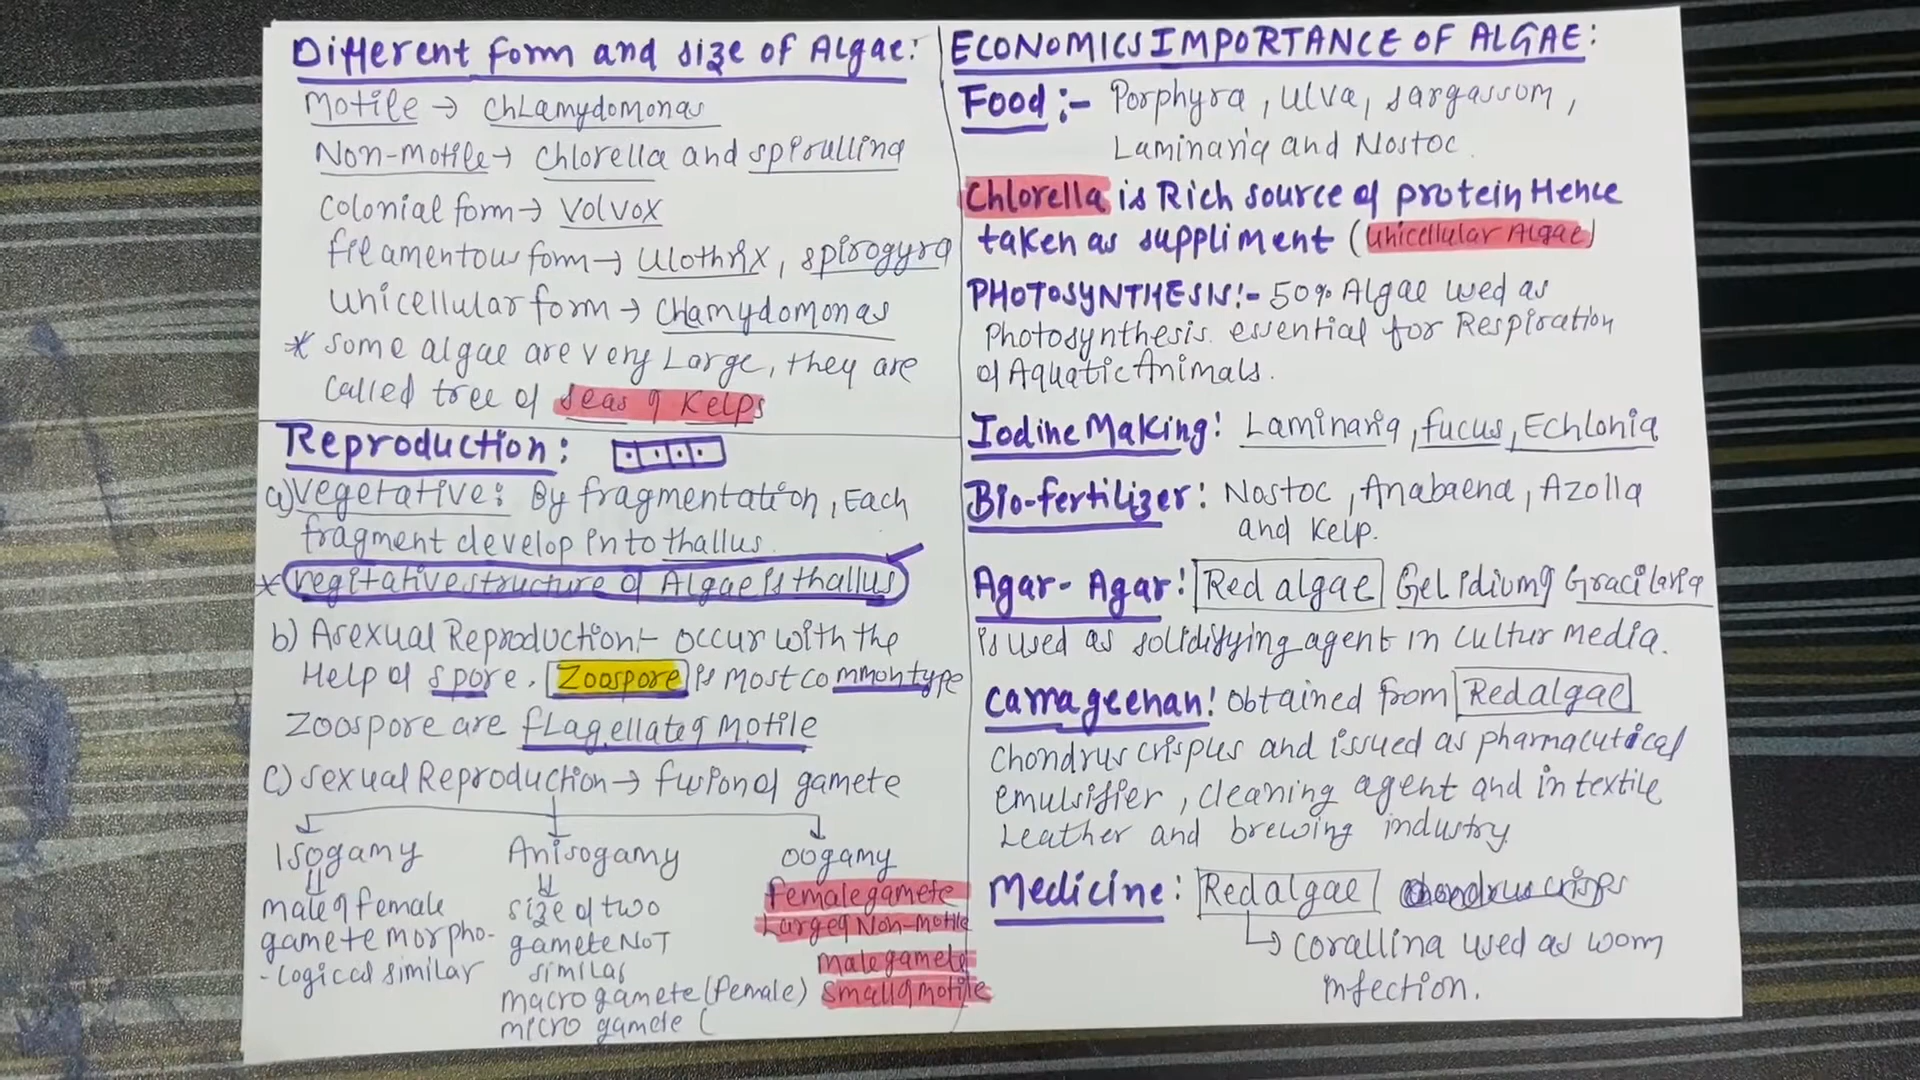 Different form and size of Algae:
Motile → Chlamydomonas
Non-motile → Chlorella and spirullina
Colonial form → Volvox
filamentous form → Ulothrix, spirogyra
Unicellular form → Chamydomonas
* Some algae are very Large, they are
called tree of seas & Kelps
Reproduction:
a) Vegetative: By fragmentation, Each
fragment develop into thallus
* vegitative structure of Algae is thallus
b) Asexual Reproduction:- occur with the
Help of spore. Zoospore is most common type
Zoospore are flagellate & motile
c) Sexual Reproduction → fusion of gamete
Isogamy Anisogamy oogamy
male & female
gamete morpho-
-logical similar
size of two
gamete NOT
similar
macro gamete (female)
micro gamete (
female gamete
Large & Non-motile
male gamete
small & motile
ECONOMICS IMPORTANCE OF ALGAE:
Food :- Porphyra, Ulva, sargassum,
Laminaria and Nostoc
Chlorella is Rich source of protein Hence
taken as suppliment (unicellular Algae)
PHOTOSYNTHESIS:- 50% Algae used as
Photosynthesis. essential for Respiration
of Aquatic Animals.
Iodine Making: Laminaria, fucus, Echlonia
Bio-fertilizer: Nostoc, Anabaena, Azolla
and Kelp.
Agar-Agar: Red algae Gelidium & Gracilaria
is used as solidifying agent in cultur media.
Carrageenan: Obtained from Red algae
Chondrus crispus and issued as pharmacutical
emulsifier, cleaning agent and in textile
Leather and brewing industry
Medicine: Red algae
↳ corallina used as worm
infection.